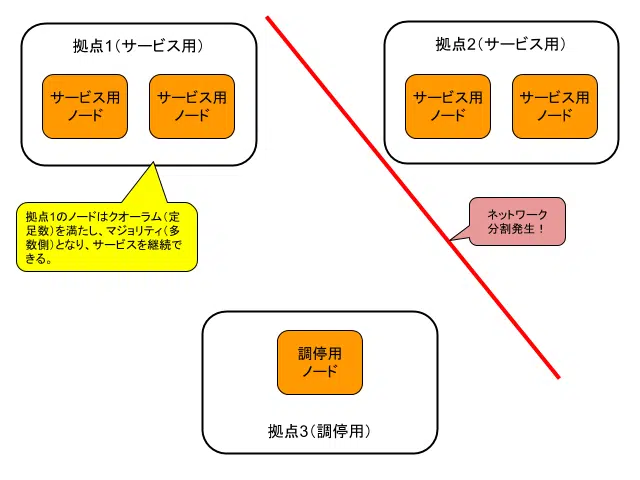 拠点1(サービス用)
サービス用
ノード
サービス用
ノード
拠点2(サービス用)
サービス用
ノード
サービス用
ノード
拠点1のノードはクオーラム(定
足数)を満たし、マジョリティ(多
数側)となり、サービスを継続で
きる。
ネットワーク
分割発生！
調停用
ノード
拠点3(調停用)